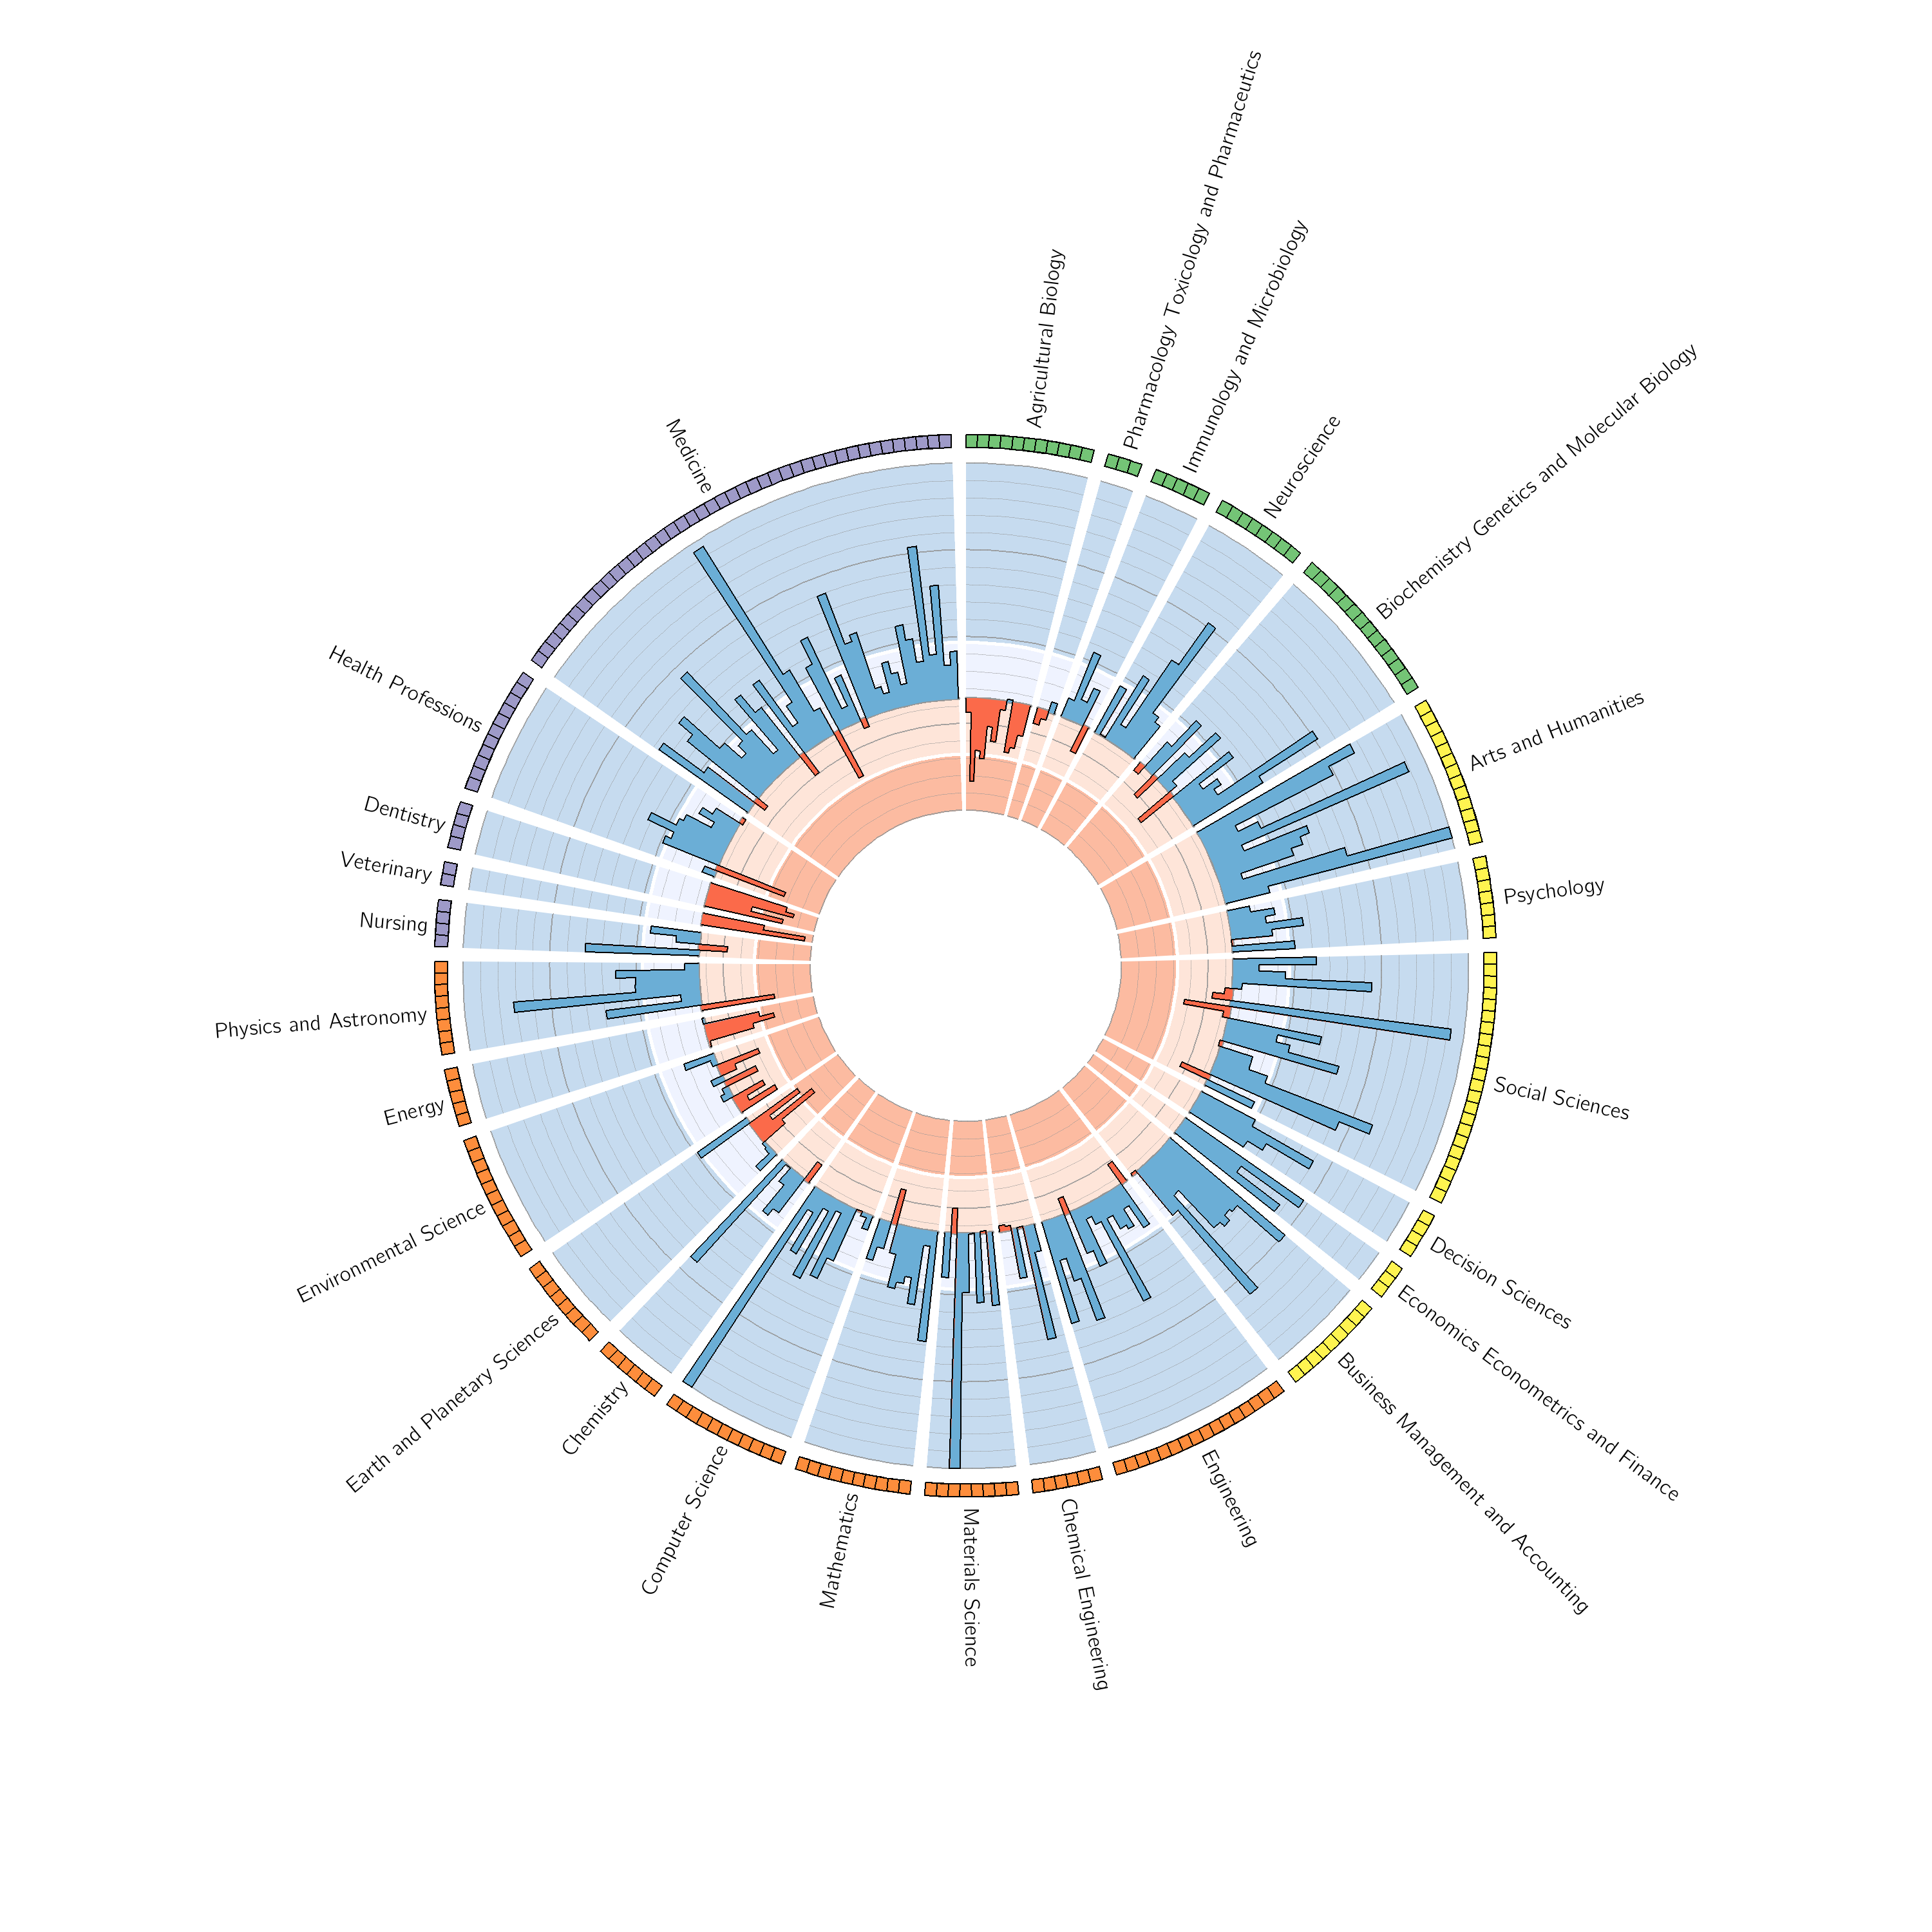 Agricultural Biology
Pharmacology Toxicology and Pharmaceutics
Immunology and Microbiology
Neuroscience
Biochemistry Genetics and Molecular Biology
Arts and Humanities
Psychology
Social Sciences
Decision Sciences
Economics Econometrics and Finance
Business Management and Accounting
Engineering
Chemical Engineering
Materials Science
Mathematics
Computer Science
Chemistry
Earth and Planetary Sciences
Environmental Science
Energy
Physics and Astronomy
Nursing
Veterinary
Dentistry
Health Professions
Medicine